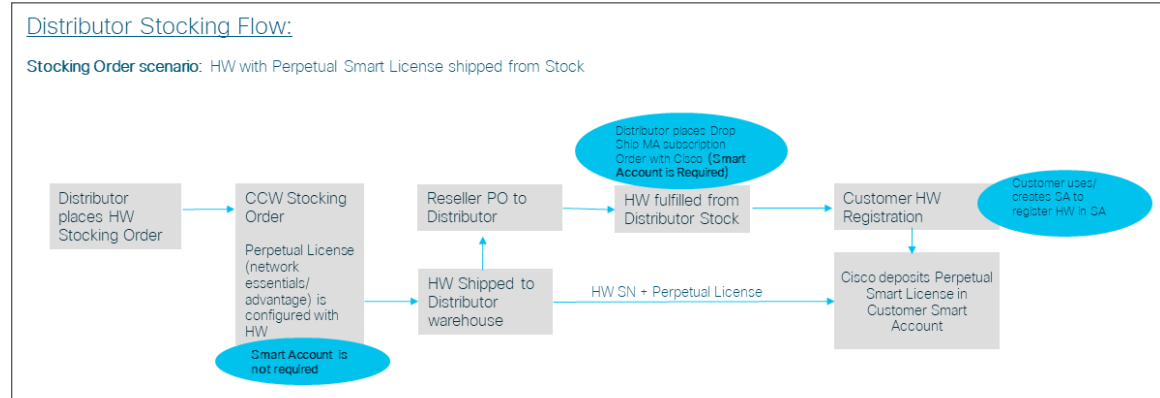 Distributor Stocking Flow:
Stocking Order scenario: HW with Perpetual Smart License shipped from Stock
Distributor
places HW
Stocking Order
CCW Stocking
Order
Perpetual License
(network
essentials/
advantage) is
configured with
HW
Smart Account is
not required
Reseller PO to
Distributor
HW Shipped to
Distributor
warehouse
Distributor places Drop
Ship MA subscription
Order with Cisco (Smart
Account is Required)
HW fulfilled from
Distributor Stock
HW SN + Perpetual License
Customer HW
Registration
Customer uses/
creates SA to
register HW in SA
Cisco deposits Perpetual
Smart License in
Customer Smart
Account